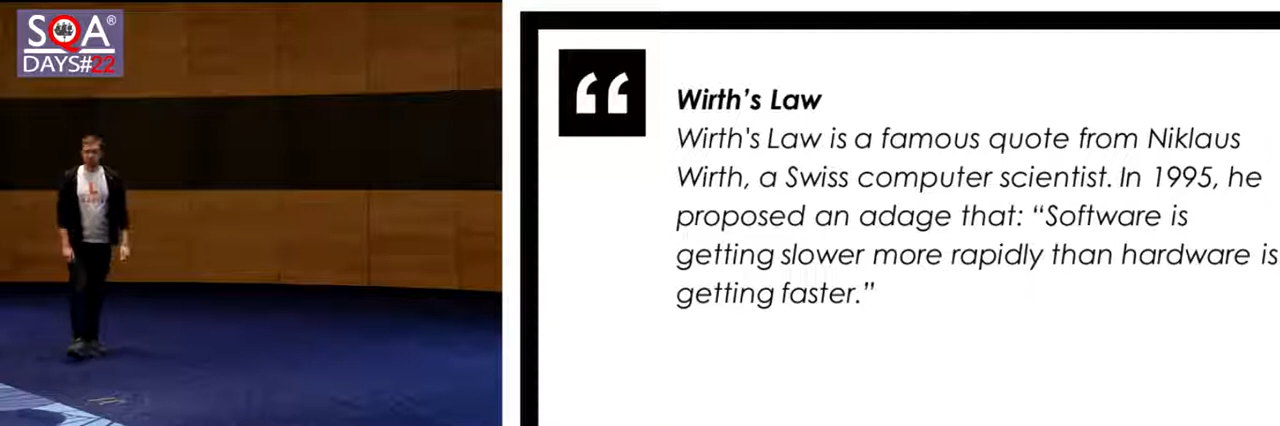 SQA®
DAYS#22
“
Wirth’s Law
Wirth's Law is a famous quote from Niklaus
Wirth, a Swiss computer scientist. In 1995, he
proposed an adage that: “Software is
getting slower more rapidly than hardware is
getting faster.”